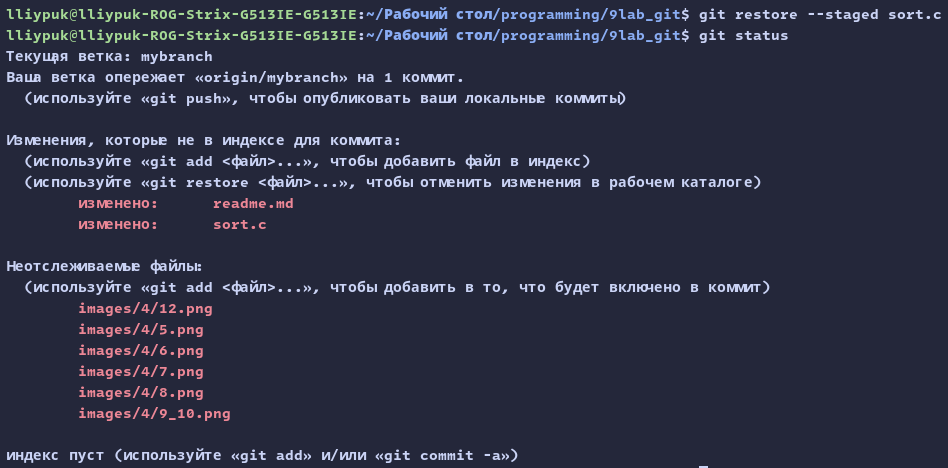 lliypuk@lliypuk-ROG-Strix-G513IE-G513IE:~/Рабочий стол/programming/9lab_git$ git restore --staged sort.c
lliypuk@lliypuk-ROG-Strix-G513IE-G513IE:~/Рабочий стол/programming/9lab_git$ git status
Текущая ветка: mybranch
Ваша ветка опережает «origin/mybranch» на 1 коммит.
  (используйте «git push», чтобы опубликовать ваши локальные коммиты)

Изменения, которые не в индексе для коммита:
  (используйте «git add <файл>...», чтобы добавить файл в индекс)
  (используйте «git restore <файл>...», чтобы отменить изменения в рабочем каталоге)
        изменено:      readme.md
        изменено:      sort.c

Неотслеживаемые файлы:
  (используйте «git add <файл>...», чтобы добавить в то, что будет включено в коммит)
        images/4/12.png
        images/4/5.png
        images/4/6.png
        images/4/7.png
        images/4/8.png
        images/4/9_10.png

индекс пуст (используйте «git add» и/или «git commit -a»)